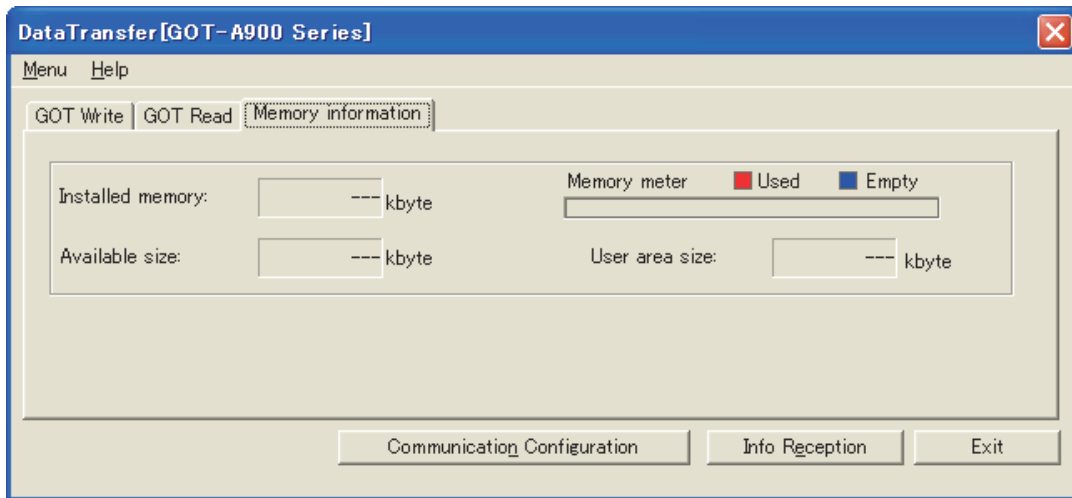 DataTransfer[GOT-A900 Series]
Menu Help
GOT Write GOT Read Memory information
Installed memory: --- kbyte
Memory meter Used Empty
Available size: --- kbyte
User area size: --- kbyte
Communication Configuration Info Reception Exit